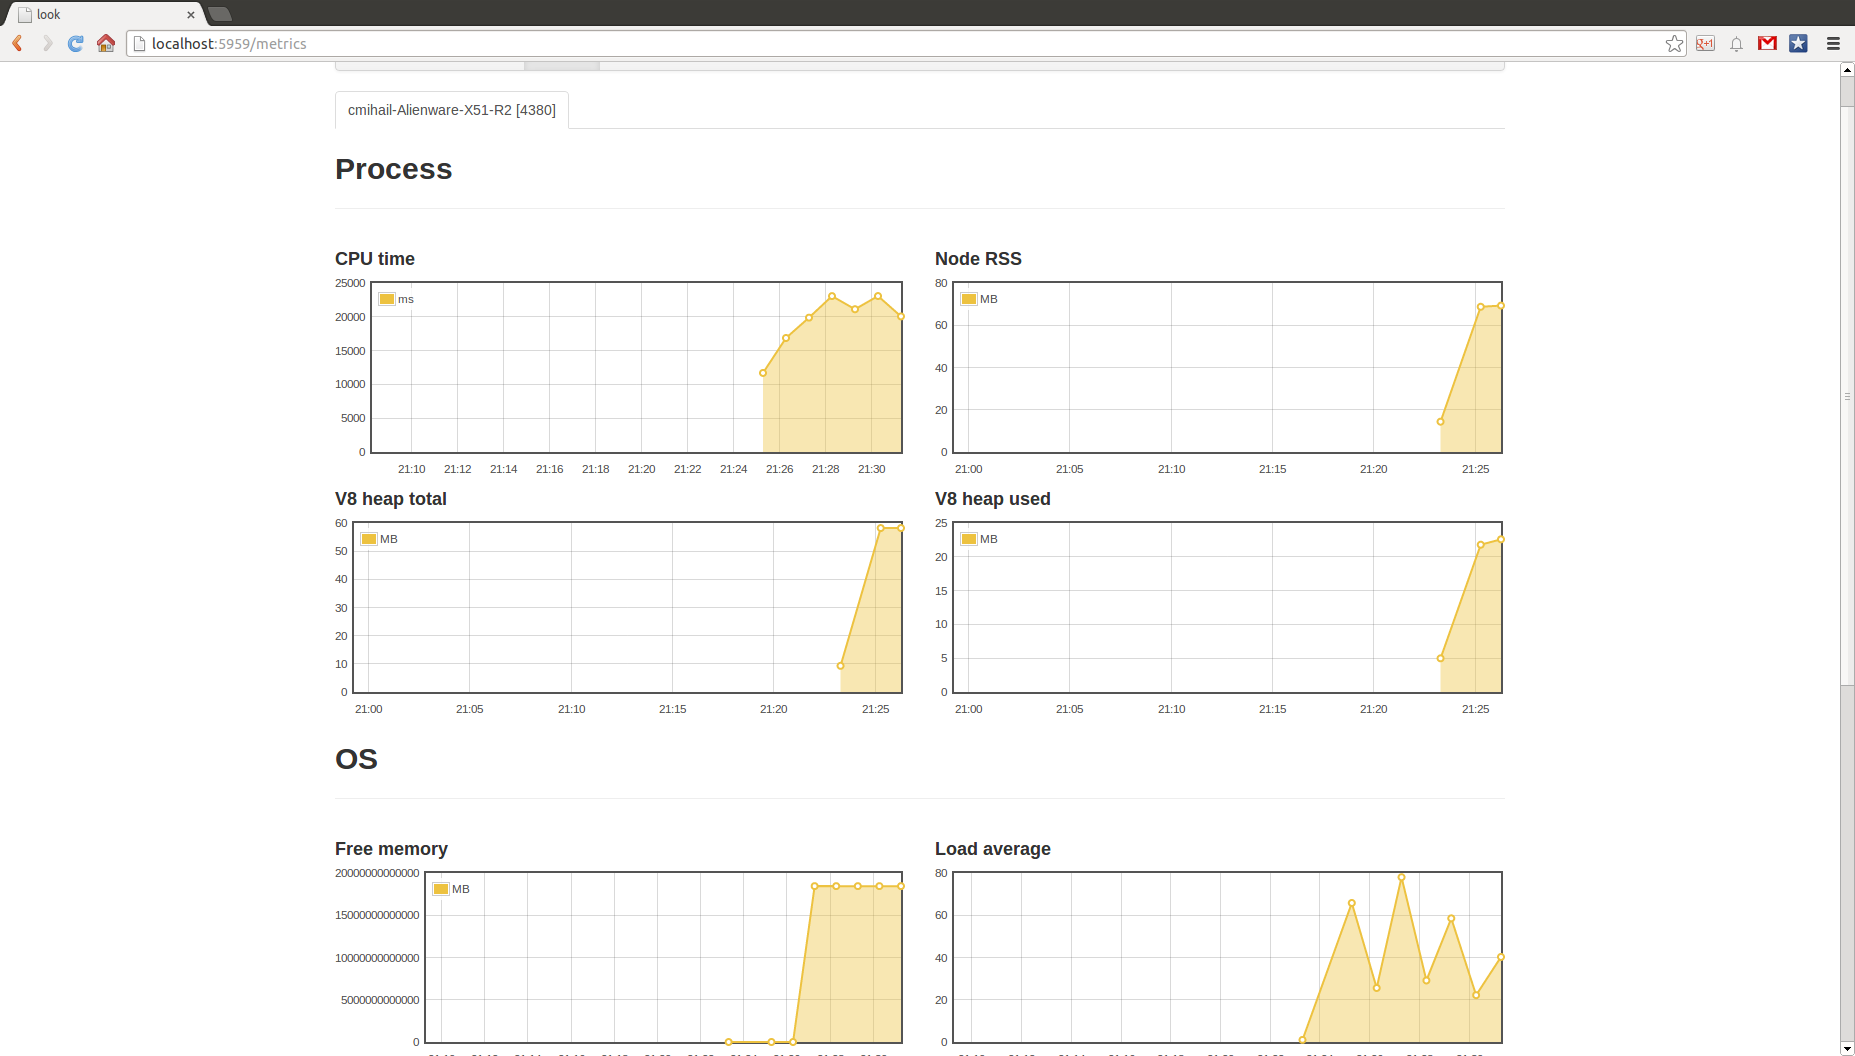 look
localhost:5959/metrics
cmihail-Alienware-X51-R2 [4380]
Process
CPU time
25000
20000
15000
10000
5000
0
ms
21:10 21:12 21:14 21:16 21:18 21:20 21:22 21:24 21:26 21:28 21:30
Node RSS
80
60
40
20
0
MB
21:00 21:05 21:10 21:15 21:20 21:25
V8 heap total
60
50
40
30
20
10
0
MB
21:00 21:05 21:10 21:15 21:20 21:25
V8 heap used
25
20
15
10
5
0
MB
21:00 21:05 21:10 21:15 21:20 21:25
OS
Free memory
20000000000000
15000000000000
10000000000000
5000000000000
0
MB
Load average
80
60
40
20
0